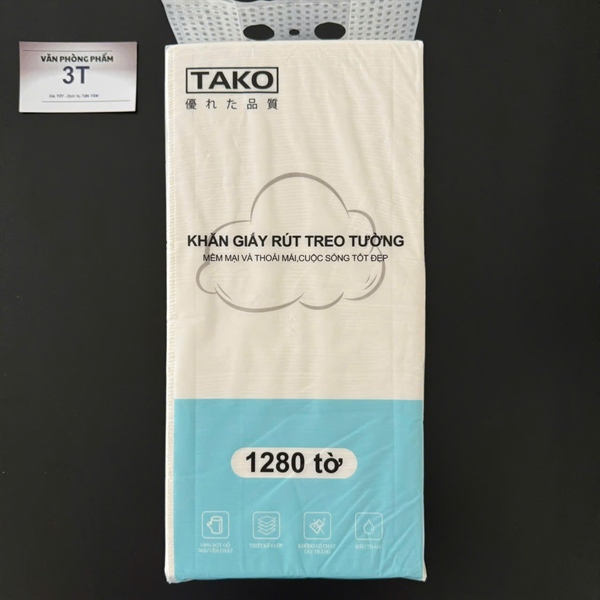 VĂN PHÒNG PHẨM
3T
TAKO
優れた品質
KHĂN GIẤY RÚT TREO TƯỜNG
MỀM MẠI VÀ THOẢI MÁI,CUỘC SỐNG TỐT ĐẸP
1280 tờ